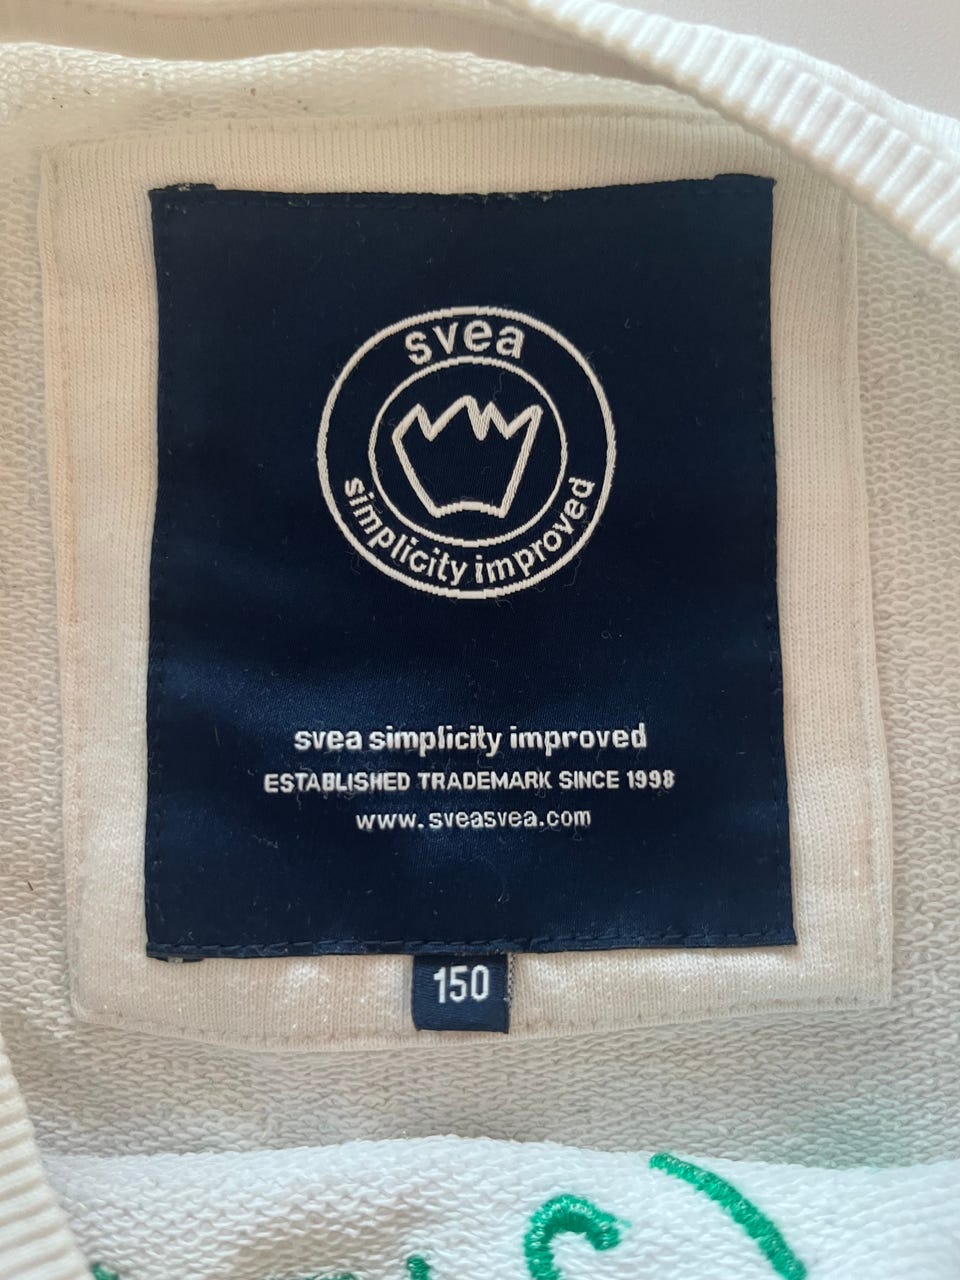 svea
simplicity improved
svea simplicity improved
ESTABLISHED TRADEMARK SINCE 1998
www.sveasvea.com
150